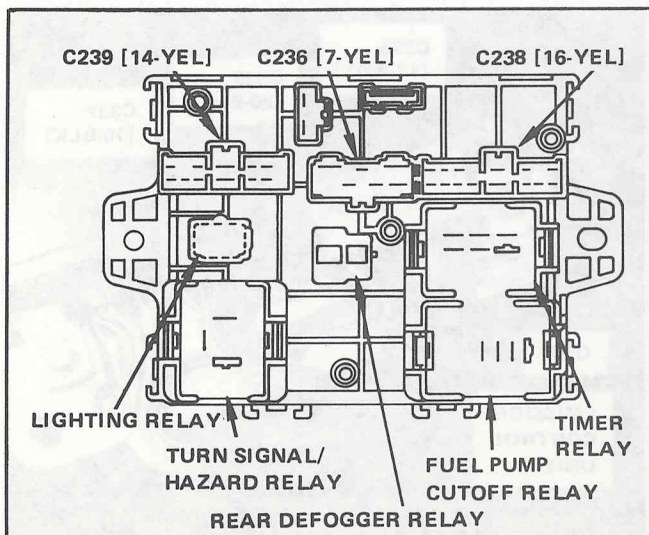 C239 [14-YEL]
C236 [7-YEL]
C238 [16-YEL]
LIGHTING RELAY
TURN SIGNAL/
HAZARD RELAY
REAR DEFOGGER RELAY
FUEL PUMP
CUTOFF RELAY
TIMER
RELAY